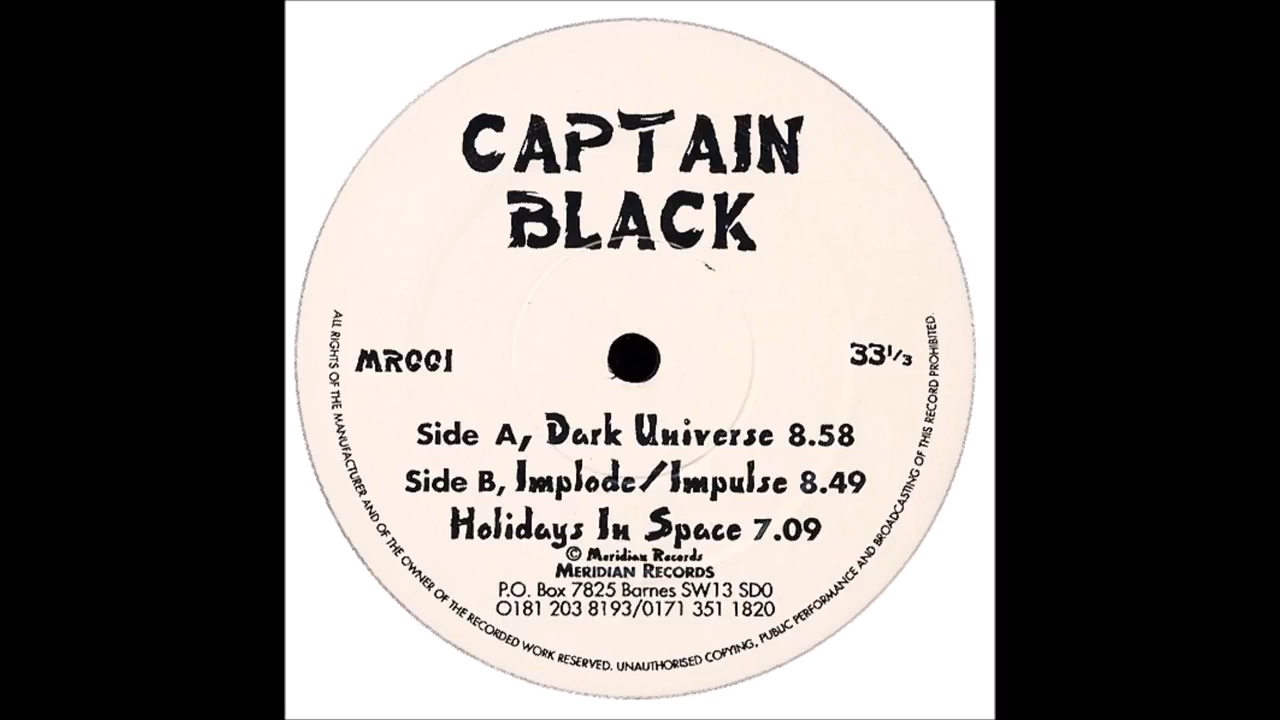 CAPTAIN
BLACK
MR001
33 1/3
Side A, Dark Universe 8.58
Side B, Implode/Impulse 8.49
Holidays In Space 7.09
© Meridian Records
MERIDIAN RECORDS
P.O. Box 7825 Barnes SW13 SD0
0181 203 8193/0171 351 1820
ALL RIGHTS OF THE MANUFACTURER AND OF THE OWNER OF THE RECORDED WORK RESERVED. UNAUTHORISED COPYING, PUBLIC PERFORMANCE AND BROADCASTING OF THIS RECORD PROHIBITED.